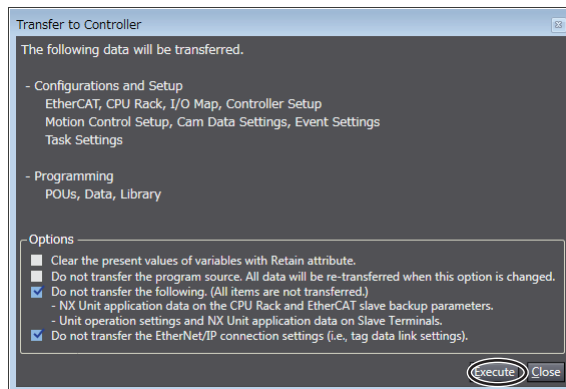 Transfer to Controller
The following data will be transferred.
- Configurations and Setup
EtherCAT, CPU Rack, I/O Map, Controller Setup
Motion Control Setup, Cam Data Settings, Event Settings
Task Settings
- Programming
POUs, Data, Library
Options
Clear the present values of variables with Retain attribute.
Do not transfer the program source. All data will be re-transferred when this option is changed.
Do not transfer the following. (All items are not transferred.)
- NX Unit application data on the CPU Rack and EtherCAT slave backup parameters.
- Unit operation settings and NX Unit application data on Slave Terminals.
Do not transfer the EtherNet/IP connection settings (i.e., tag data link settings).
Execute Close